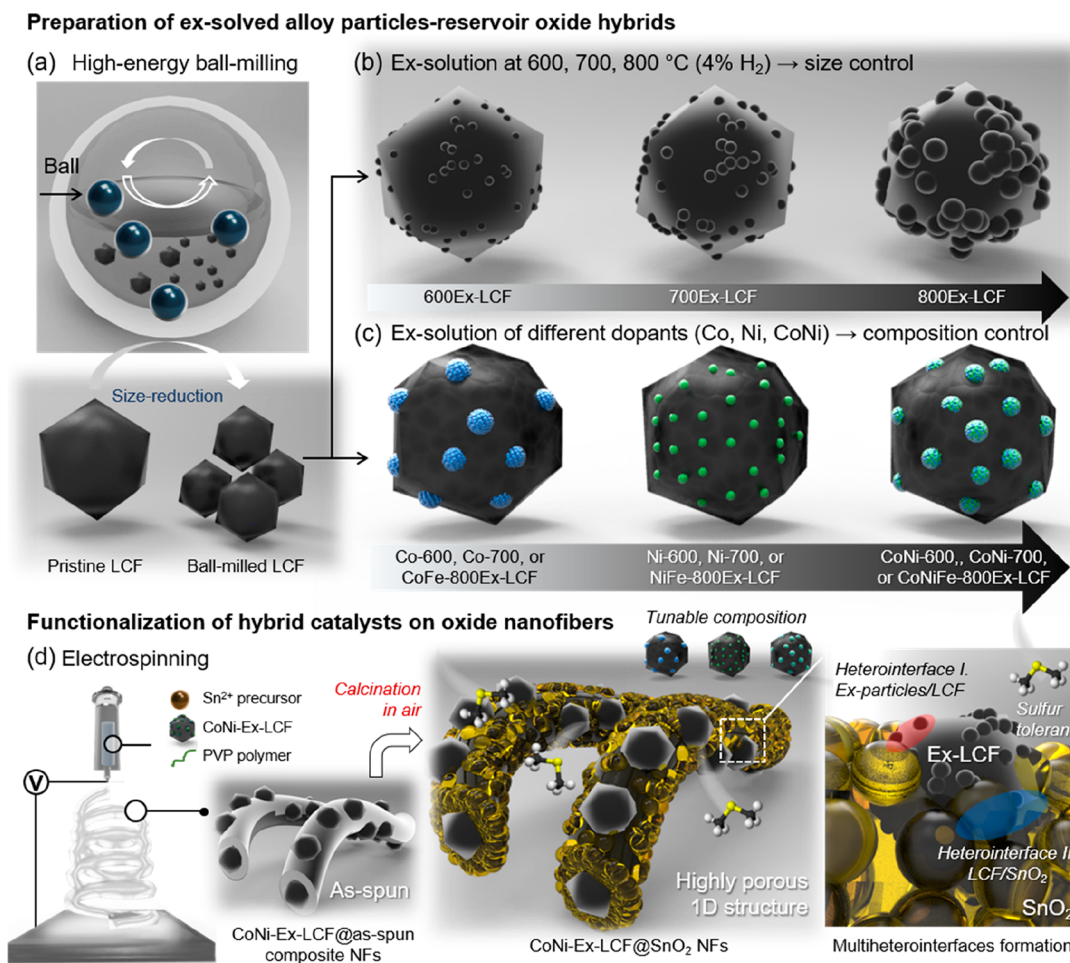 Preparation of ex-solved alloy particles-reservoir oxide hybrids
(a) High-energy ball-milling
Ball
Size-reduction
Pristine LCF
Ball-milled LCF
(b) Ex-solution at 600, 700, 800 °C (4% H₂) → size control
600Ex-LCF
700Ex-LCF
800Ex-LCF
(c) Ex-solution of different dopants (Co, Ni, CoNi) → composition control
Co-600, Co-700, or
CoFe-800Ex-LCF
Ni-600, Ni-700, or
NiFe-800Ex-LCF
CoNi-600,, CoNi-700,
or CoNiFe-800Ex-LCF
Functionalization of hybrid catalysts on oxide nanofibers
(d) Electrospinning
Sn²⁺ precursor
CoNi-Ex-LCF
PVP polymer
V
As-spun
CoNi-Ex-LCF@as-spun
composite NFs
Calcination
in air
Tunable composition
Highly porous
1D structure
CoNi-Ex-LCF@SnO₂ NFs
Heterointerface I.
Ex-particles/LCF
Sulfur
toleran
Ex-LCF
Heterointerface II
LCF/SnO₂
SnO₂
Multiheterointerfaces formation